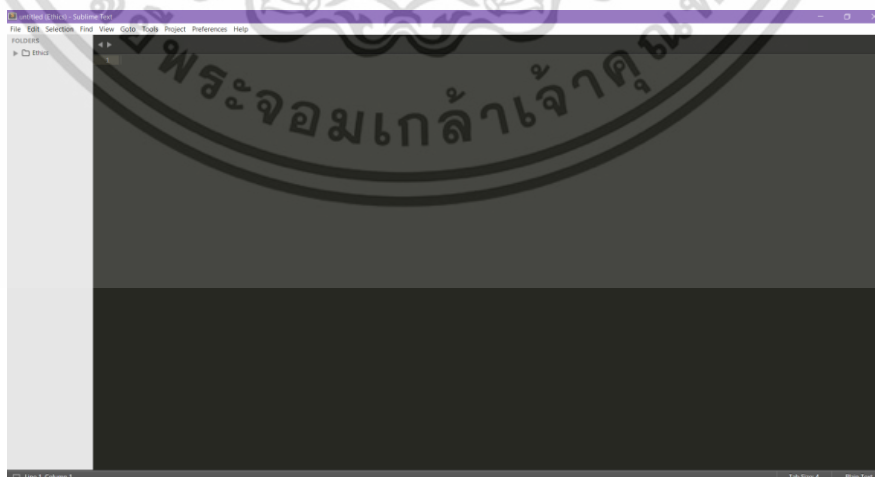 untitled (Ethics) - Sublime Text
File Edit Selection Find View Goto Tools Project Preferences Help
FOLDERS
Ethics
1
พระจอมเกล้าเจ้าคุณ
Line 1, Column 1
Tab Size: 4
Plain Text